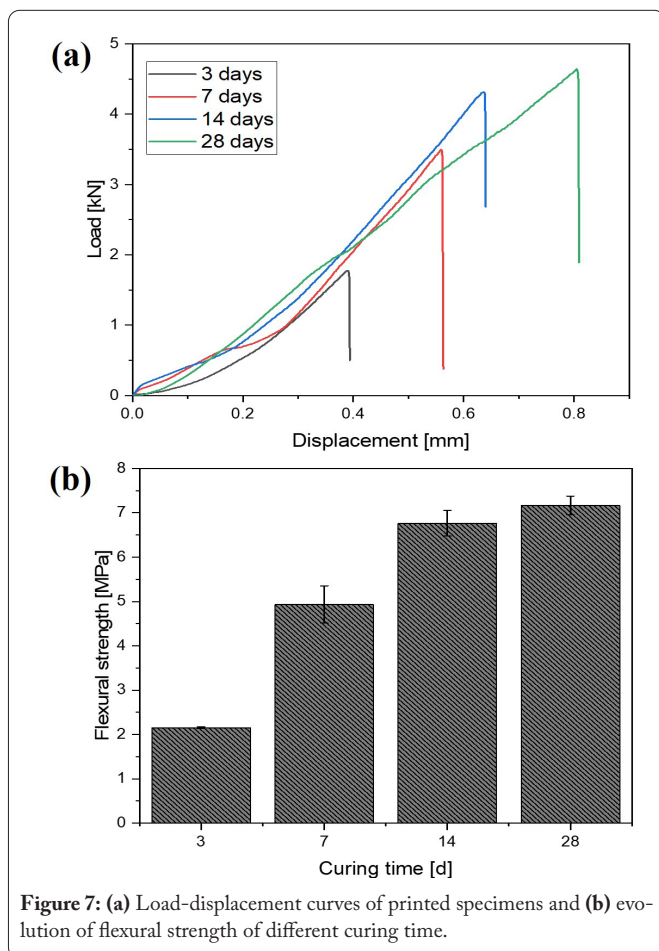 (a)
3 days
7 days
14 days
28 days
Load [kN]
5
4
3
2
1
0
0.0 0.2 0.4 0.6 0.8
Displacement [mm]
(b)
Flexural strength [MPa]
8
7
6
5
4
3
2
1
0
3 7 14 28
Curing time [d]
Figure 7: (a) Load-displacement curves of printed specimens and (b) evo-
lution of flexural strength of different curing time.